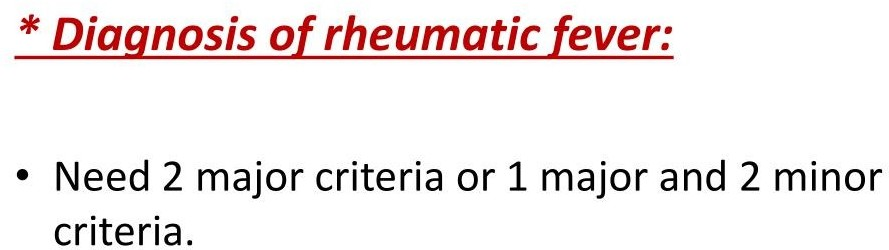 * Diagnosis of rheumatic fever:
• Need 2 major criteria or 1 major and 2 minor
criteria.